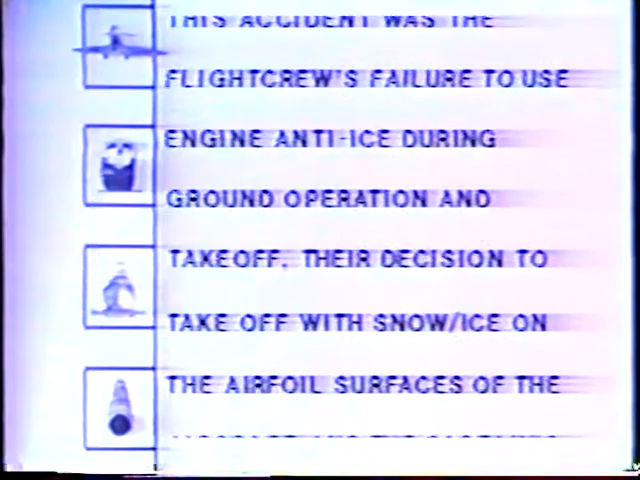 THIS ACCIDENT WAS THE
FLIGHTCREW'S FAILURE TO USE
ENGINE ANTI-ICE DURING
GROUND OPERATION AND
TAKEOFF, THEIR DECISION TO
TAKE OFF WITH SNOW/ICE ON
THE AIRFOIL SURFACES OF THE